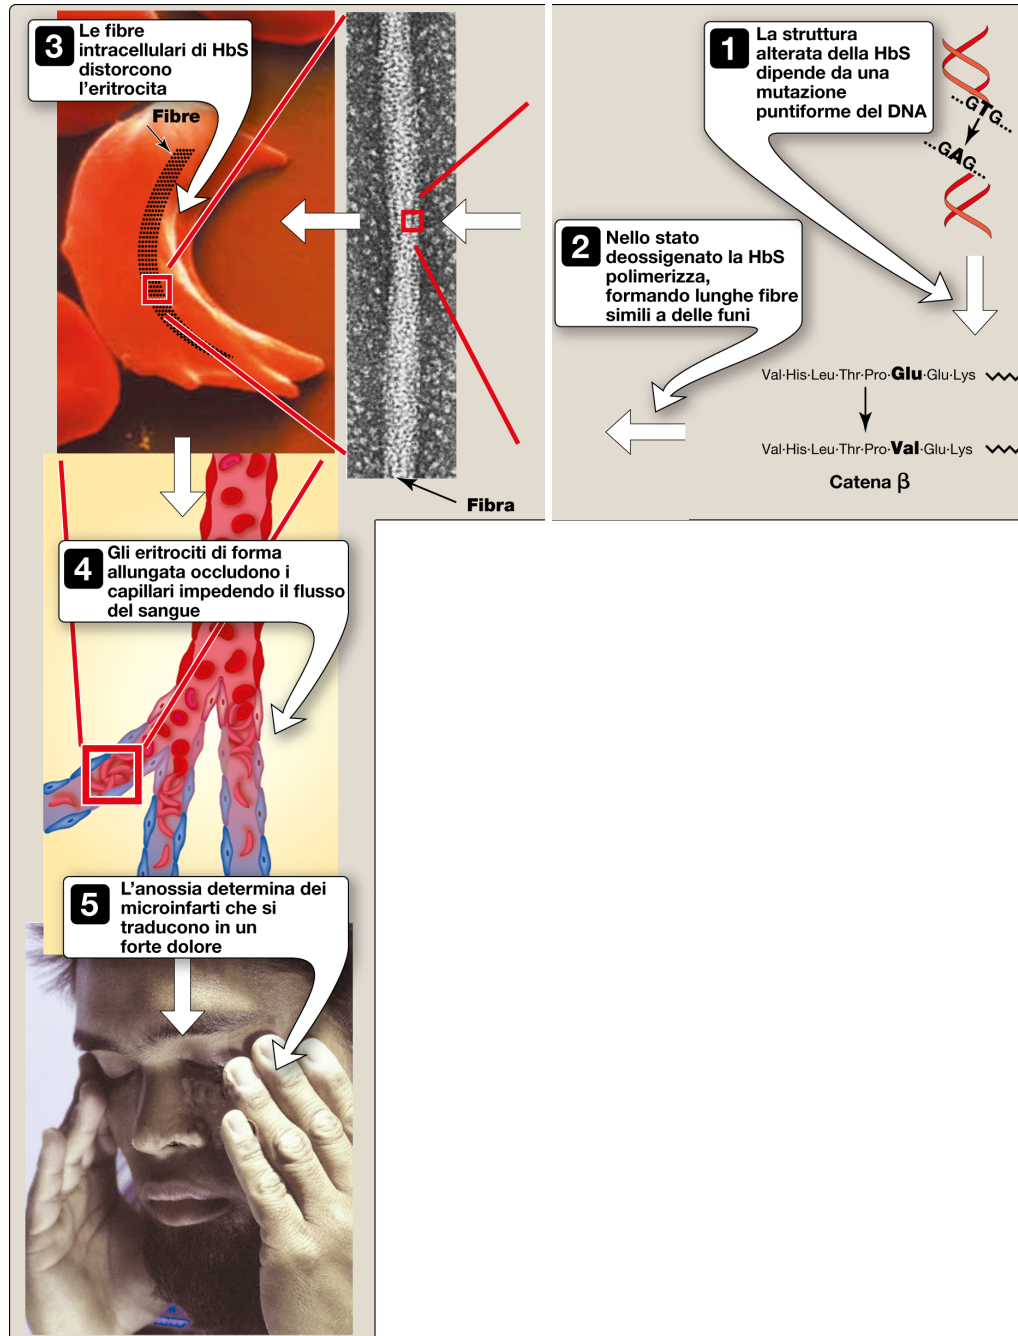 3
Le fibre
intracellulari di HbS
distorcono
l'eritrocita
Fibre
Fibra
1
La struttura
alterata della HbS
dipende da una
mutazione
puntiforme del DNA
...GTG...
...GAG...
2
Nello stato
deossigenato la HbS
polimerizza,
formando lunghe fibre
simili a delle funi
Val·His·Leu·Thr·Pro·Glu·Glu·Lys
Val·His·Leu·Thr·Pro·Val·Glu·Lys
Catena β
4
Gli eritrociti di forma
allungata occludono i
capillari impedendo il flusso
del sangue
5
L'anossia determina dei
microinfarti che si
traducono in un
forte dolore